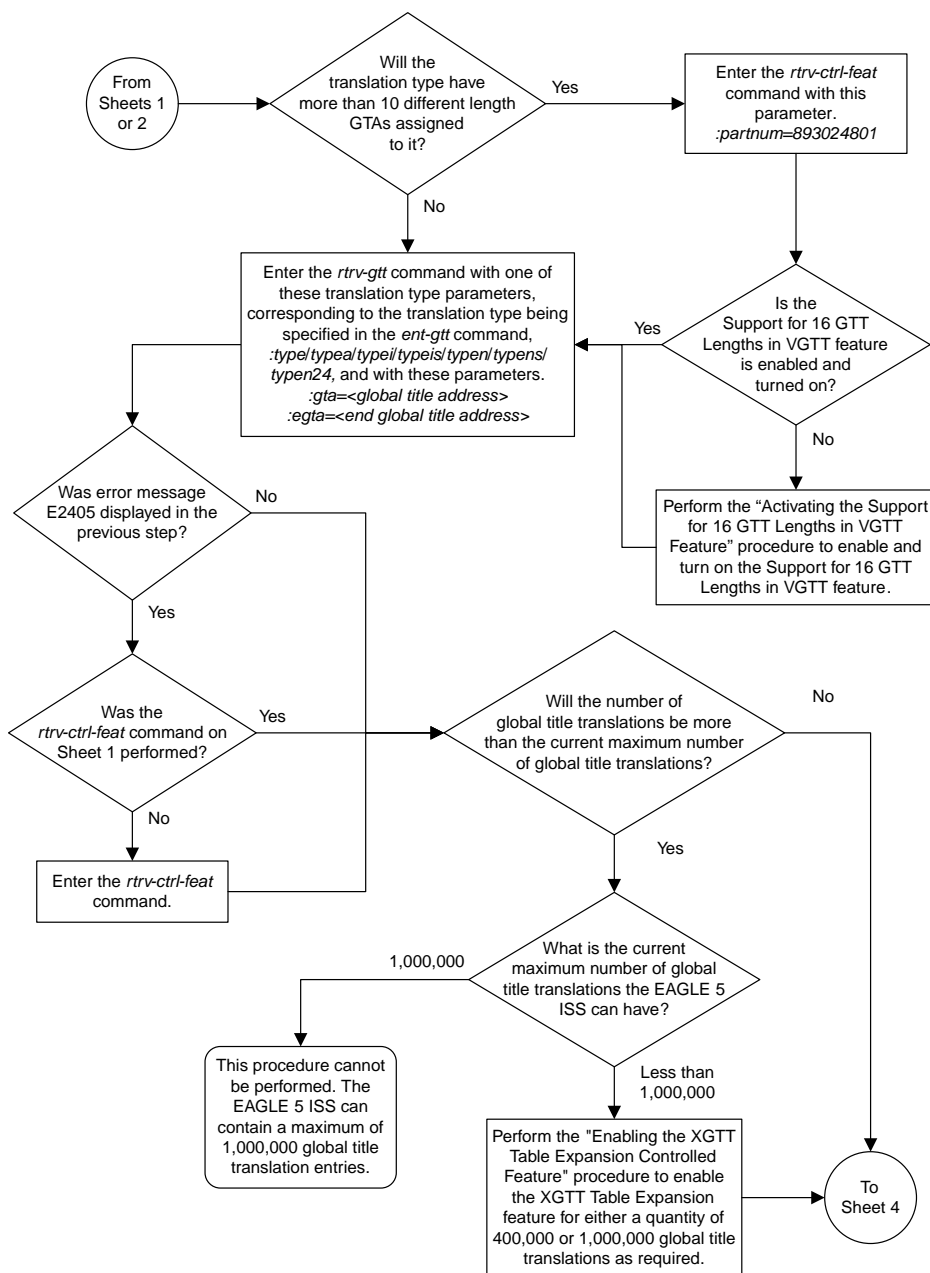 From
Sheets 1
or 2
Will the
translation type have
more than 10 different length
GTAs assigned
to it?
Yes
Enter the rtrv-ctrl-feat
command with this
parameter.
:partnum=893024801
No
Enter the rtrv-gtt command with one of
these translation type parameters,
corresponding to the translation type being
specified in the ent-gtt command,
:type/typea/typei/typeis/typen/typens/
typen24, and with these parameters.
:gta=<global title address>
:egta=<end global title address>
Yes
Is the
Support for 16 GTT
Lengths in VGTT feature
is enabled and
turned on?
No
Perform the “Activating the Support
for 16 GTT Lengths in VGTT
Feature” procedure to enable and
turn on the Support for 16 GTT
Lengths in VGTT feature.
Was error message
E2405 displayed in the
previous step?
No
Yes
Was the
rtrv-ctrl-feat command on
Sheet 1 performed?
Yes
No
Enter the rtrv-ctrl-feat
command.
Will the number of
global title translations be more
than the current maximum number
of global title translations?
No
Yes
What is the current
maximum number of global
title translations the EAGLE 5
ISS can have?
1,000,000
This procedure cannot
be performed. The
EAGLE 5 ISS can
contain a maximum of
1,000,000 global title
translation entries.
Less than
1,000,000
Perform the "Enabling the XGTT
Table Expansion Controlled
Feature" procedure to enable
the XGTT Table Expansion
feature for either a quantity of
400,000 or 1,000,000 global title
translations as required.
To
Sheet 4